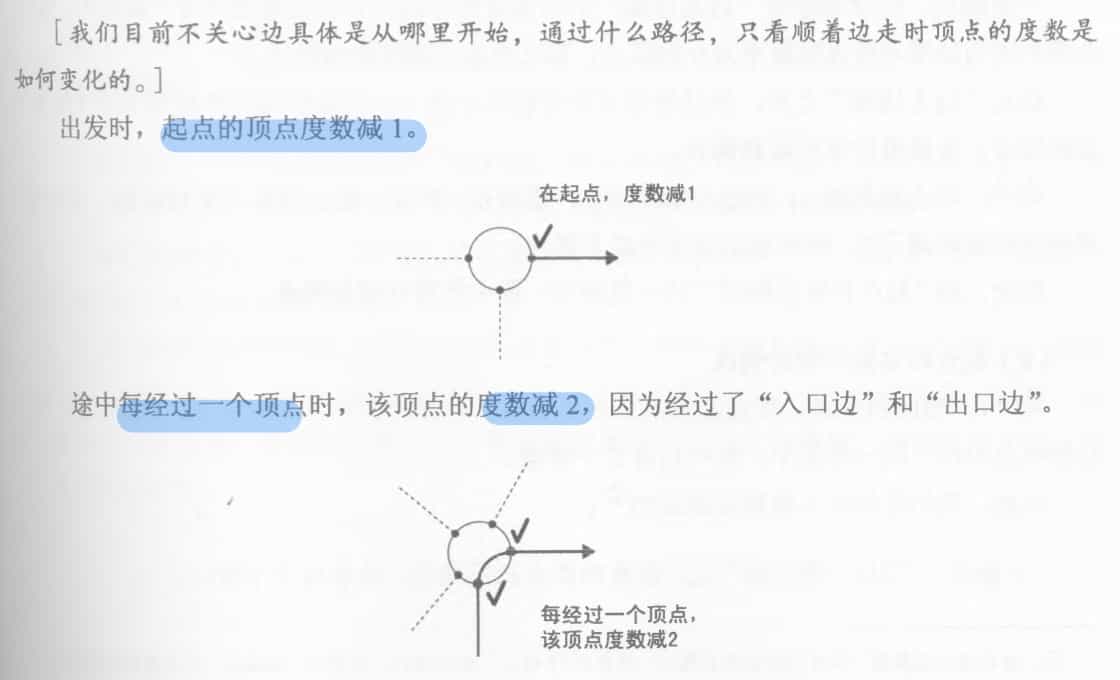 [我们目前不关心边具体是从哪里开始，通过什么路径，只看顺着边走时顶点的度数是
如何变化的。]
出发时，起点的顶点度数减 1。
在起点，度数减1
途中每经过一个顶点时，该顶点的度数减 2，因为经过了“入口边”和“出口边”。
每经过一个顶点，
该顶点度数减2